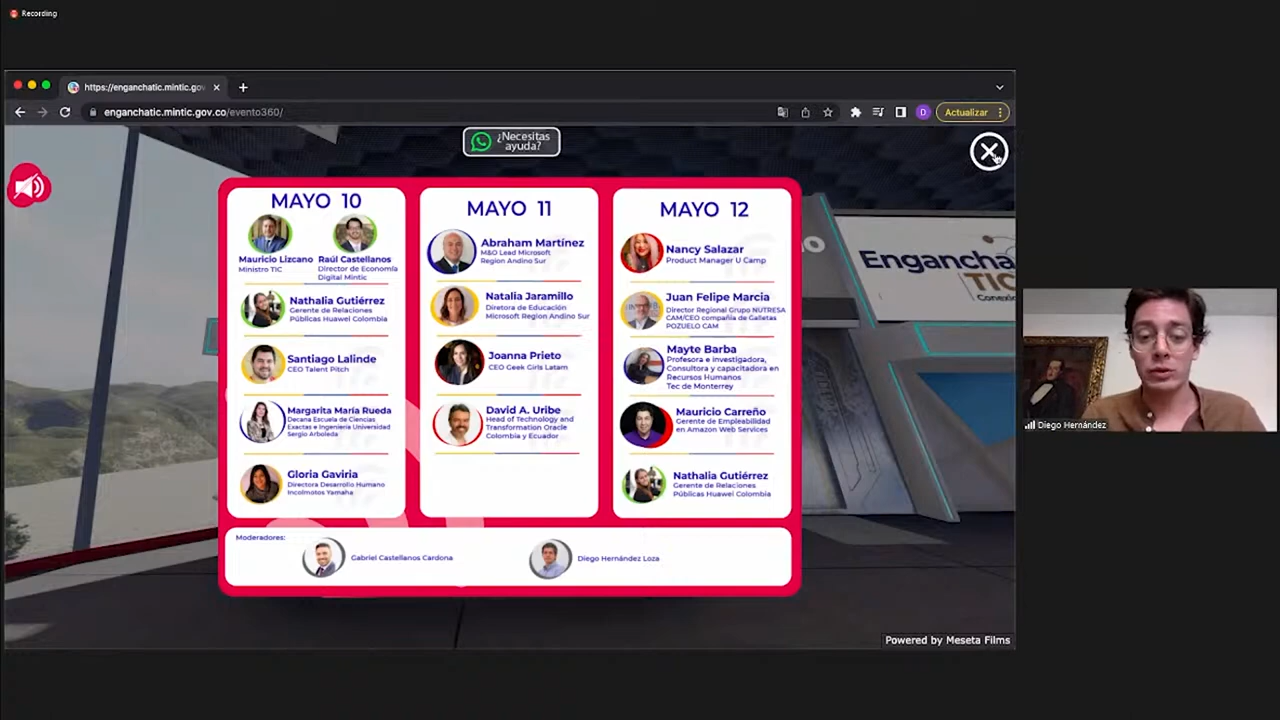 Recording
https://enganchatic.mintic.gov
enganchatic.mintic.gov.co/evento360/
D
Actualizar
¿Necesitas
ayuda?
MAYO 10
Mauricio Lizcano
Ministro TIC
Raúl Castellanos
Director de Economía
Digital Mintic
Nathalia Gutiérrez
Gerente de Relaciones
Públicas Huawei Colombia
Santiago Lalinde
CEO Talent Pitch
Margarita María Rueda
Decana Escuela de Ciencias
Exactas e Ingeniería Universidad
Sergio Arboleda
Gloria Gaviria
Directora Desarrollo Humano
Incolmotos Yamaha
MAYO 11
Abraham Martínez
M&O Lead Microsoft
Region Andino Sur
Natalia Jaramillo
Diretora de Educación
Microsoft Region Andino Sur
Joanna Prieto
CEO Geek Girls Latam
David A. Uribe
Head of Technology and
Transformation Oracle
Colombia y Ecuador
MAYO 12
Nancy Salazar
Product Manager U Camp
Juan Felipe Marcia
Director Regional Grupo NUTRESA
CAM/CEO compañía de Galletas
POZUELO CAM
Mayte Barba
Profesora e Investigadora,
Consultora y capacitadora en
Recursos Humanos
Tec de Monterrey
Mauricio Carreño
Gerente de Empleabilidad
en Amazon Web Services
Nathalia Gutiérrez
Gerente de Relaciones
Públicas Huawei Colombia
Moderadores:
Gabriel Castellanos Cardona
Diego Hernández Loza
Engancha
TIC
Conexió
Powered by Meseta Films
Diego Hernández